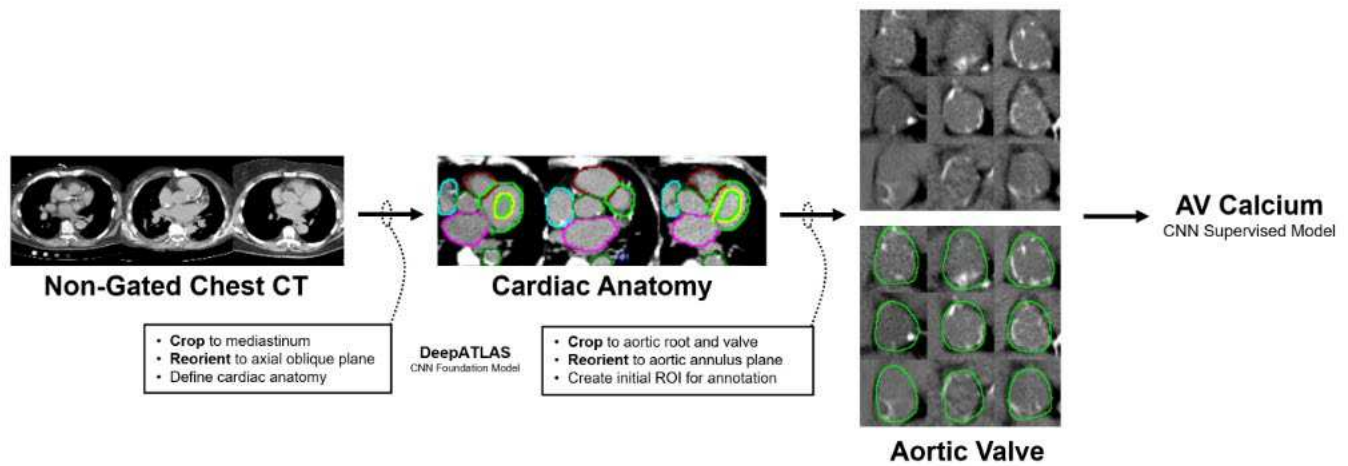 Non-Gated Chest CT
• Crop to mediastinum
• Reorient to axial oblique plane
• Define cardiac anatomy
DeepATLAS
CNN Foundation Model
Cardiac Anatomy
• Crop to aortic root and valve
• Reorient to aortic annulus plane
• Create initial ROI for annotation
Aortic Valve
AV Calcium
CNN Supervised Model